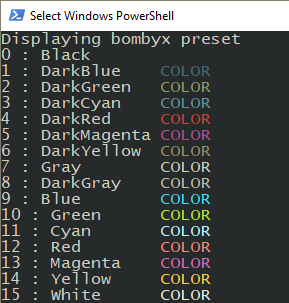 Select Windows PowerShell
Displaying bombyx preset
0 : Black
1 : DarkBlue COLOR
2 : DarkGreen COLOR
3 : DarkCyan COLOR
4 : DarkRed COLOR
5 : DarkMagenta COLOR
6 : DarkYellow COLOR
7 : Gray COLOR
8 : DarkGray COLOR
9 : Blue COLOR
10 : Green COLOR
11 : Cyan COLOR
12 : Red COLOR
13 : Magenta COLOR
14 : Yellow COLOR
15 : White COLOR